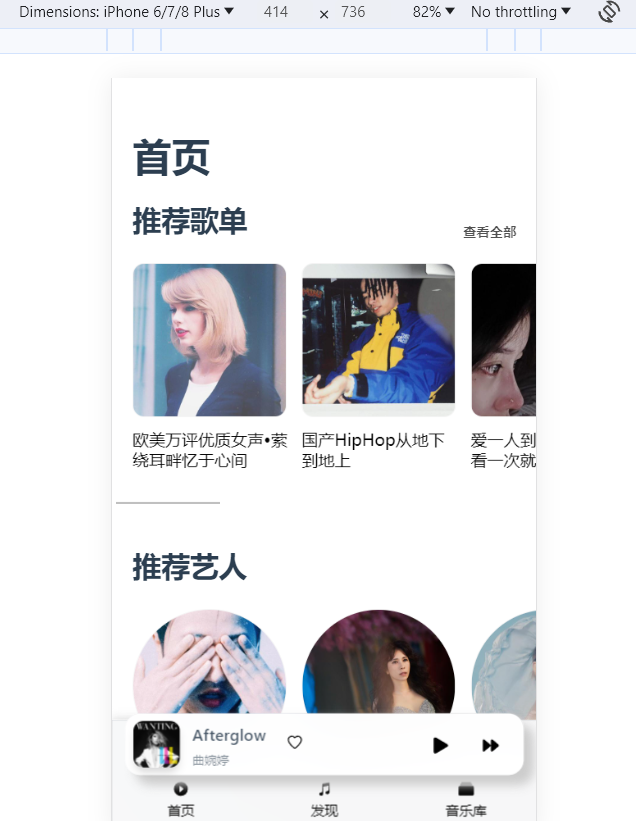 Dimensions: iPhone 6/7/8 Plus 414 × 736 82% No throttling
首页
推荐歌单
查看全部
欧美万评优质女声•萦
绕耳畔忆于心间
国产HipHop从地下
到地上
爱一人到
看一次就
推荐艺人
WANTING
Afterglow
曲婉婷
首页 发现 音乐库